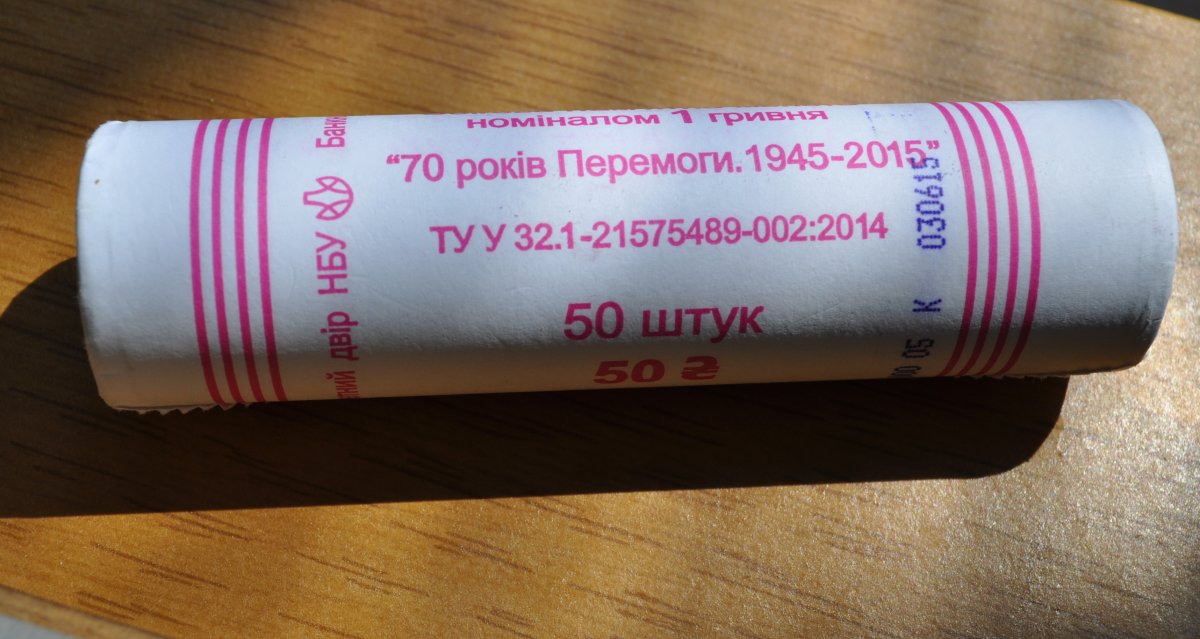 номіналом 1 гривня
“70 років Перемоги.1945-2015”
ТУ У 32.1-21575489-002:2014
50 штук
50 ₴
двір НБУ
05 К 030615